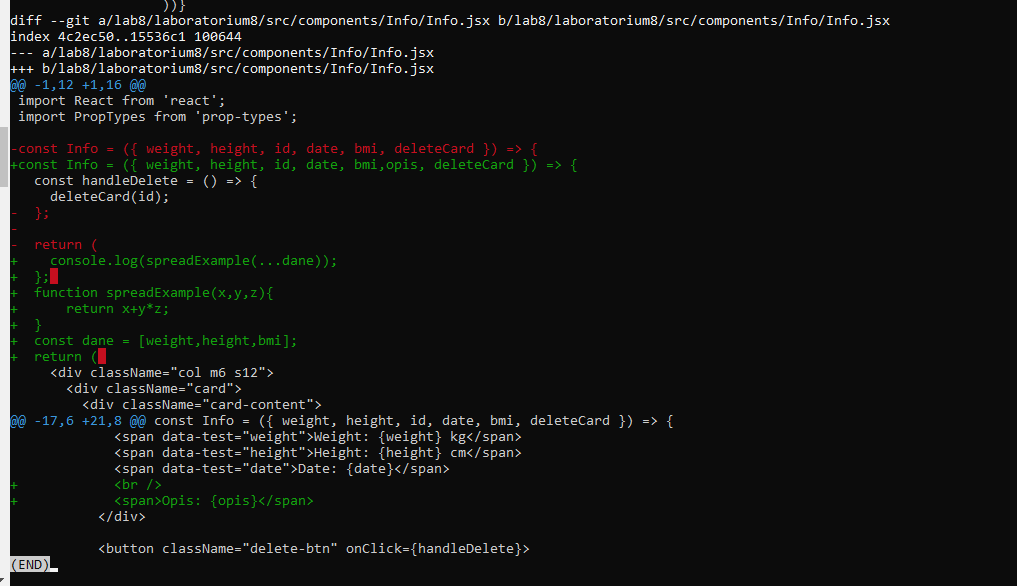 ))}
diff --git a/lab8/laboratorium8/src/components/Info/Info.jsx b/lab8/laboratorium8/src/components/Info/Info.jsx
index 4c2ec50..15536c1 100644
--- a/lab8/laboratorium8/src/components/Info/Info.jsx
+++ b/lab8/laboratorium8/src/components/Info/Info.jsx
@@ -1,12 +1,16 @@
 import React from 'react';
 import PropTypes from 'prop-types';

-const Info = ({ weight, height, id, date, bmi, deleteCard }) => {
+const Info = ({ weight, height, id, date, bmi,opis, deleteCard }) => {
   const handleDelete = () => {
     deleteCard(id);
-  };
-
-  return (
+    console.log(spreadExample(...dane));
+  };
+  function spreadExample(x,y,z){
+      return x+y*z;
+  }
+  const dane = [weight,height,bmi];
+  return (
     <div className="col m6 s12">
       <div className="card">
         <div className="card-content">
@@ -17,6 +21,8 @@ const Info = ({ weight, height, id, date, bmi, deleteCard }) => {
             <span data-test="weight">Weight: {weight} kg</span>
             <span data-test="height">Height: {height} cm</span>
             <span data-test="date">Date: {date}</span>
+            <br />
+            <span>Opis: {opis}</span>
           </div>

           <button className="delete-btn" onClick={handleDelete}>
(END)